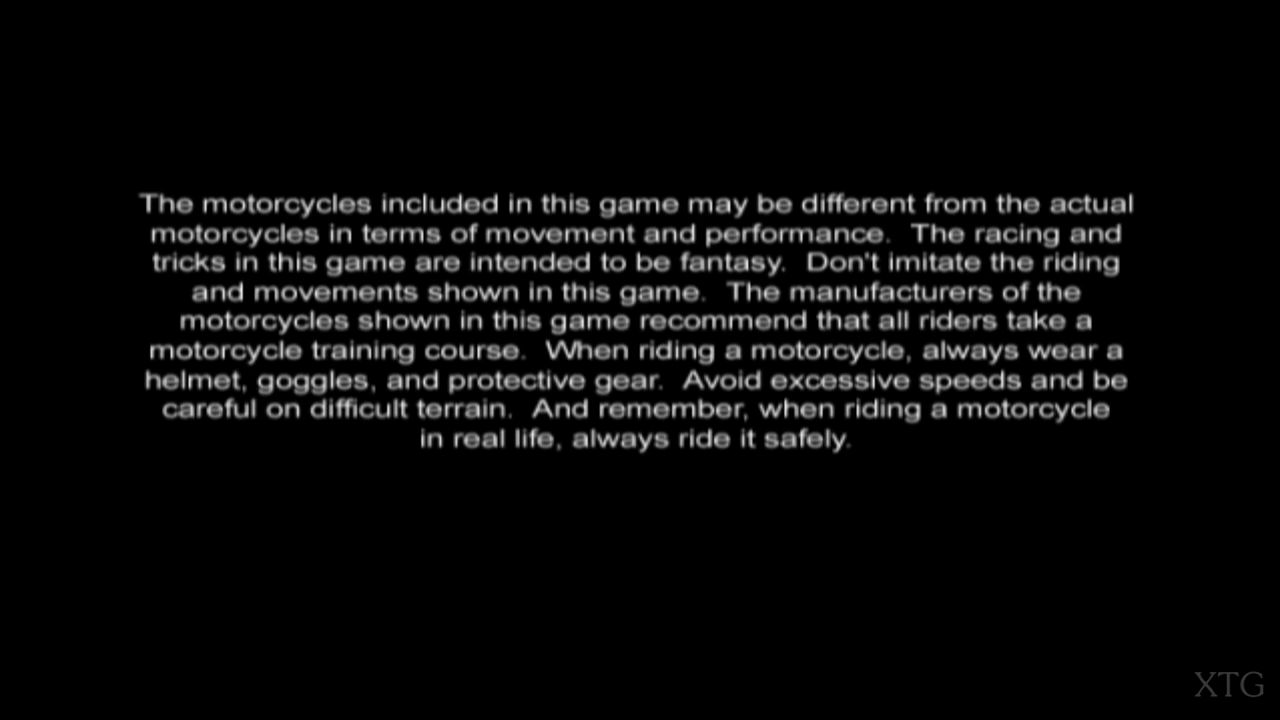 The motorcycles included in this game may be different from the actual
motorcycles in terms of movement and performance.  The racing and
tricks in this game are intended to be fantasy.  Don't imitate the riding
and movements shown in this game.  The manufacturers of the
motorcycles shown in this game recommend that all riders take a
motorcycle training course.  When riding a motorcycle, always wear a
helmet, goggles, and protective gear.  Avoid excessive speeds and be
careful on difficult terrain.  And remember, when riding a motorcycle
in real life, always ride it safely.
XTG